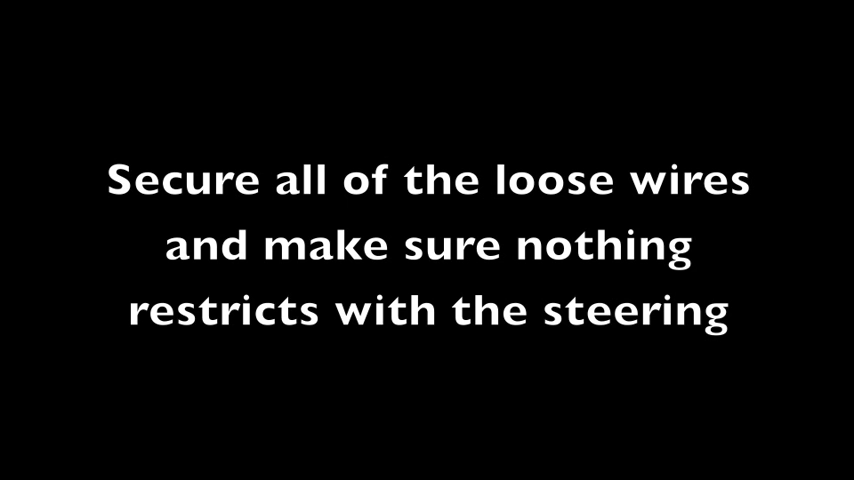 Secure all of the loose wires
and make sure nothing
restricts with the steering